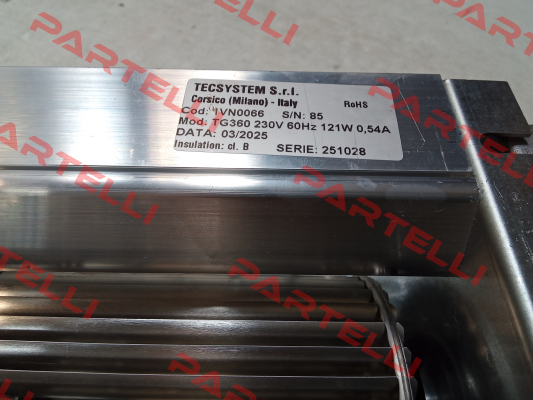 TECSYSTEM S.r.l.
Corsico (Milano) - Italy RoHS
Cod: 1VN0066 S/N: 85
Mod: TG360 230V 60Hz 121W 0,54A
DATA: 03/2025
Insulation: cl. B SERIE: 251028
PARTELLI
PARTELLI
PARTELLI
PARTELLI
PARTELLI